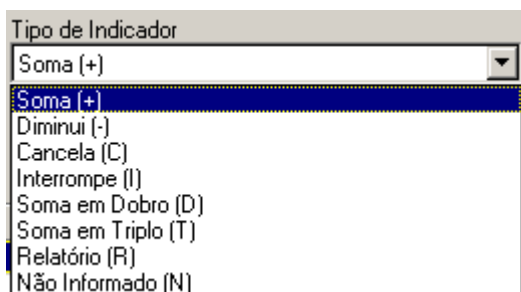 Tipo de Indicador
Soma (+)
Soma (+)
Diminui (-)
Cancela (C)
Interrompe (I)
Soma em Dobro (D)
Soma em Triplo (T)
Relatório (R)
Não Informado (N)